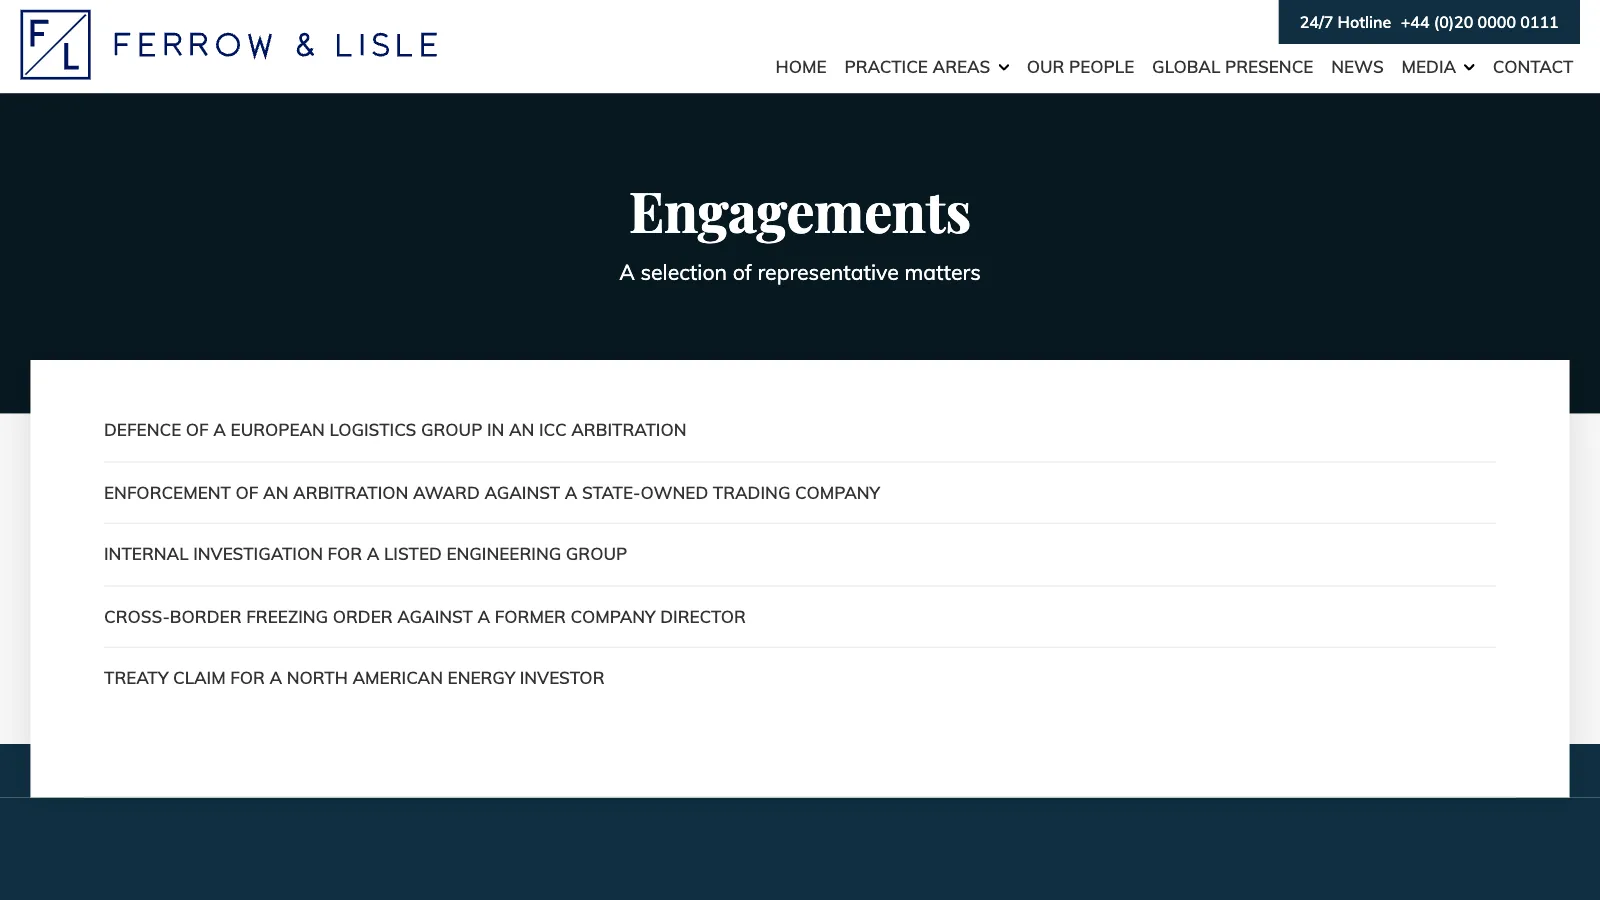 F L
FERROW & LISLE
24/7 Hotline +44 (0)20 0000 0111
HOME PRACTICE AREAS OUR PEOPLE GLOBAL PRESENCE NEWS MEDIA CONTACT
Engagements
A selection of representative matters
DEFENCE OF A EUROPEAN LOGISTICS GROUP IN AN ICC ARBITRATION
ENFORCEMENT OF AN ARBITRATION AWARD AGAINST A STATE-OWNED TRADING COMPANY
INTERNAL INVESTIGATION FOR A LISTED ENGINEERING GROUP
CROSS-BORDER FREEZING ORDER AGAINST A FORMER COMPANY DIRECTOR
TREATY CLAIM FOR A NORTH AMERICAN ENERGY INVESTOR